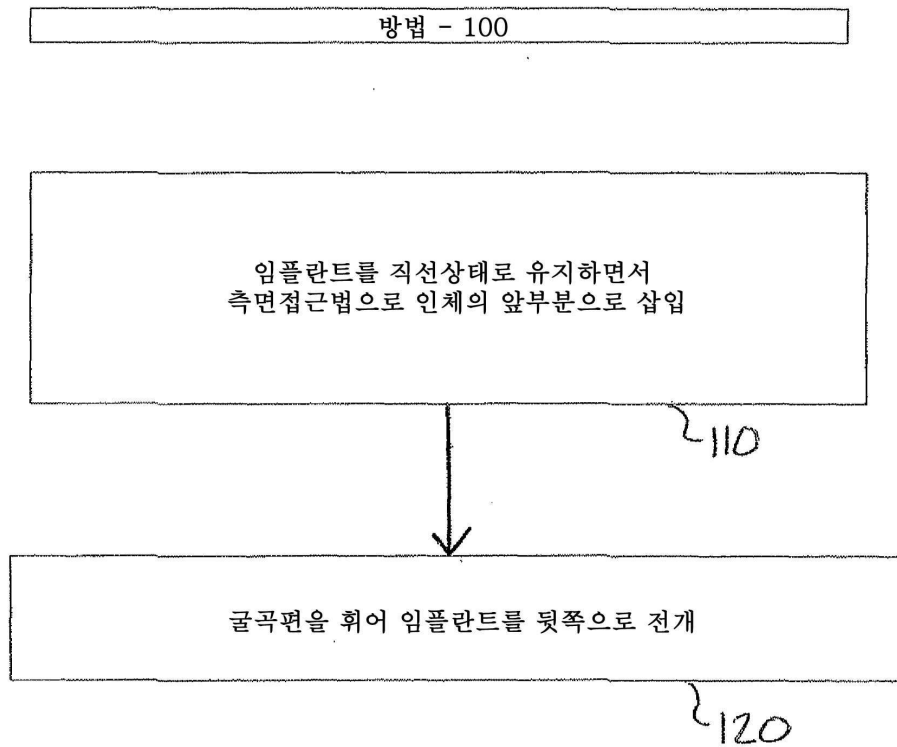 방법 - 100
임플란트를 직선상태로 유지하면서
측면접근법으로 인체의 앞부분으로 삽입
110
굴곡편을 휘어 임플란트를 뒷쪽으로 전개
120